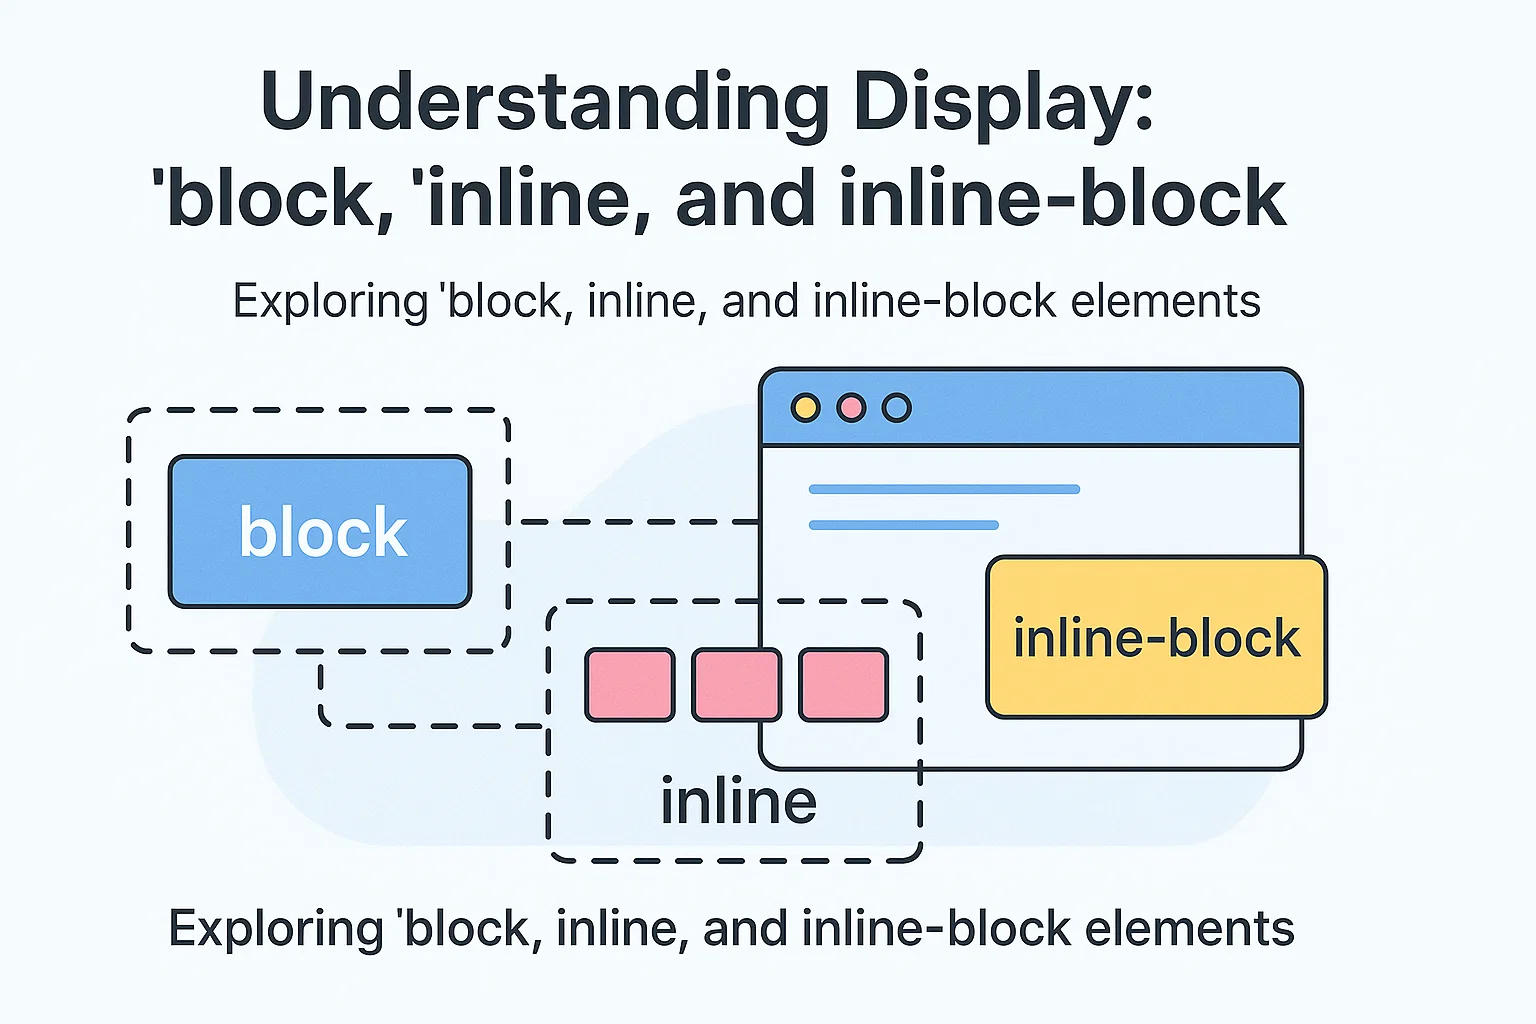 Understanding Display:
'block, 'inline, and inline-block
Exploring 'block, inline, and inline-block elements
block
inline-block
inline
Exploring 'block, inline, and inline-block elements